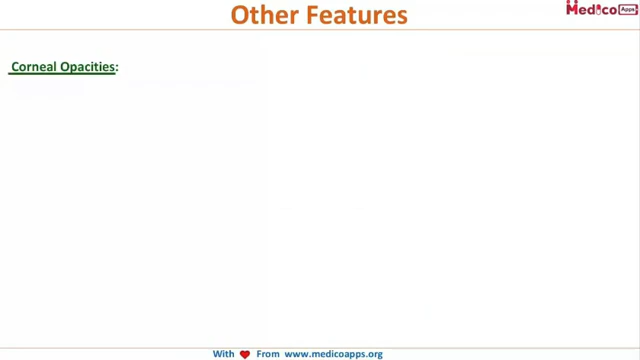 Other Features
Medico Apps
Corneal Opacities:
With ❤ From www.medicoapps.org